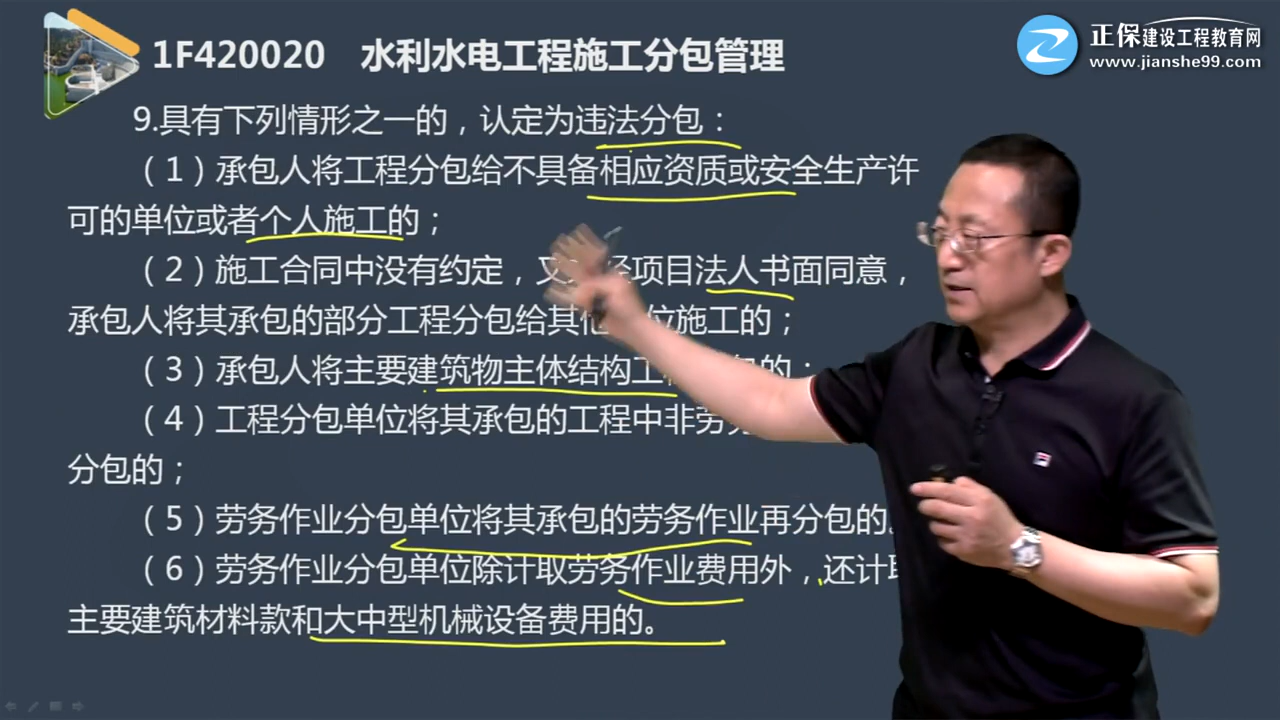 正保建设工程教育网
www.jianshe99.com
1F420020 水利水电工程施工分包管理
9.具有下列情形之一的，认定为违法分包：
（1）承包人将工程分包给不具备相应资质或安全生产许
可的单位或者个人施工的；
（2）施工合同中没有约定，又 项目法人书面同意，
承包人将其承包的部分工程分包给其他 位施工的；
（3）承包人将主要建筑物主体结构工 的；
（4）工程分包单位将其承包的工程中非劳
分包的；
（5）劳务作业分包单位将其承包的劳务作业再分包的。
（6）劳务作业分包单位除计取劳务作业费用外，还计
主要建筑材料款和大中型机械设备费用的。